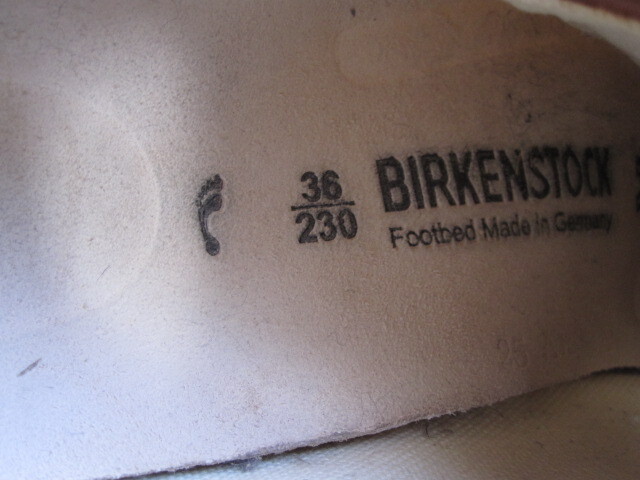 36
230
BIRKENSTOCK
Footbed Made in Germany